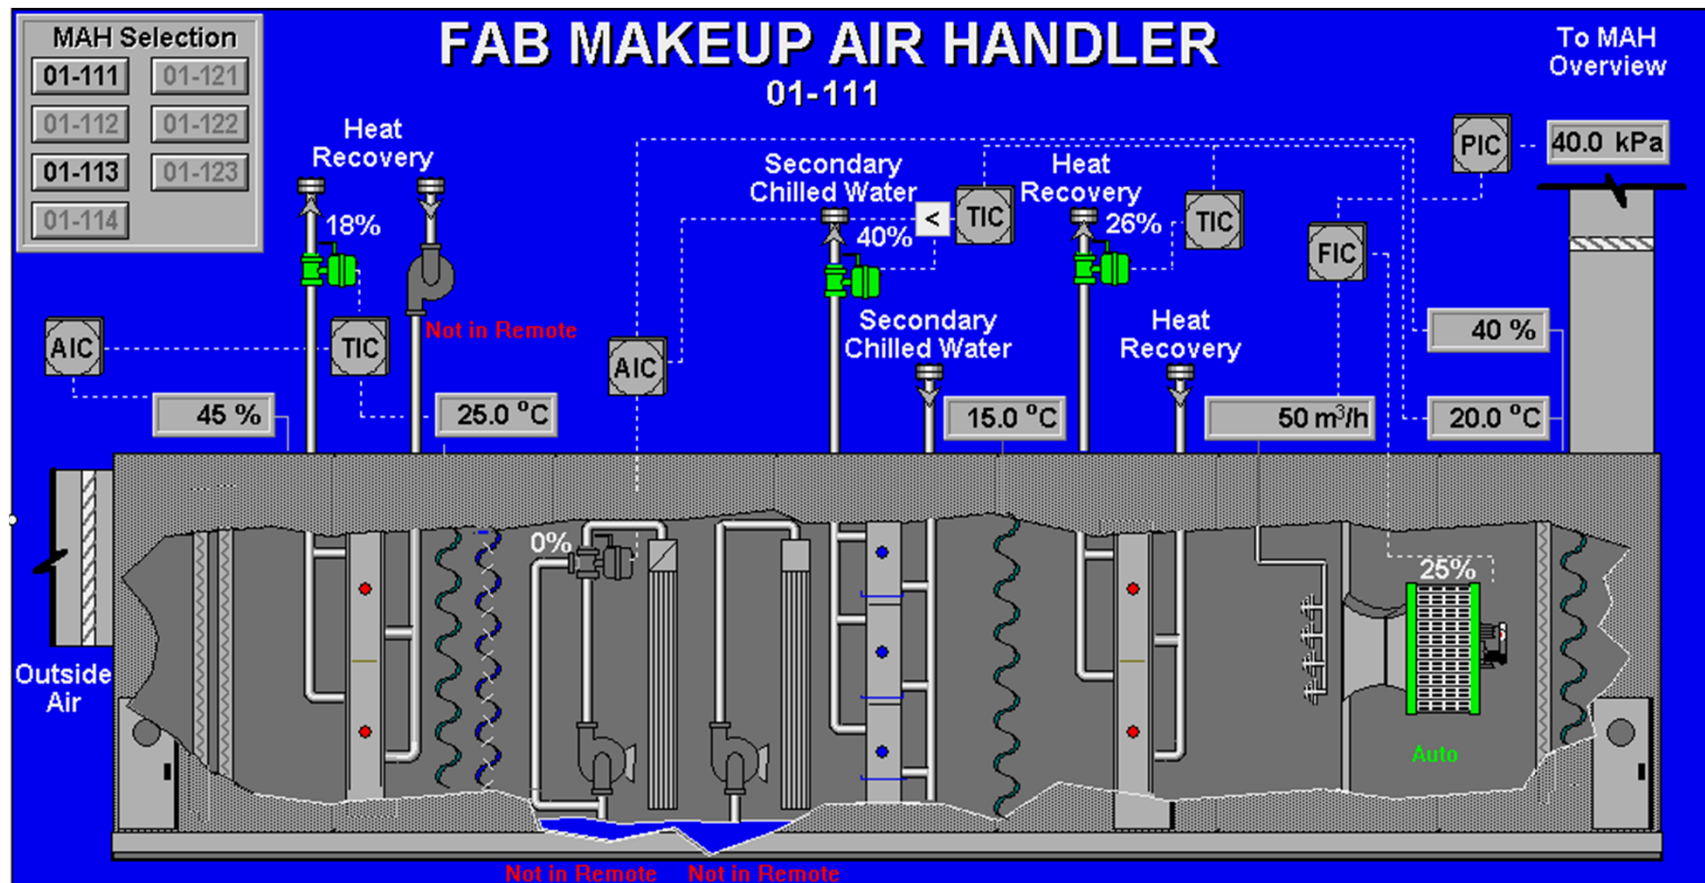 MAH Selection
01-111 01-121
01-112 01-122
01-113 01-123
01-114
FAB MAKEUP AIR HANDLER
01-111
To MAH
Overview
Heat
Recovery
18%
Not in Remote
Secondary
Chilled Water
40%
<
TIC
Heat
Recovery
26%
TIC
PIC
40.0 kPa
FIC
AIC
TIC
AIC
Secondary
Chilled Water
Heat
Recovery
40 %
45 %
25.0 °C
15.0 °C
50 m³/h
20.0 °C
0%
25%
Outside
Air
Auto
Not in Remote Not in Remote